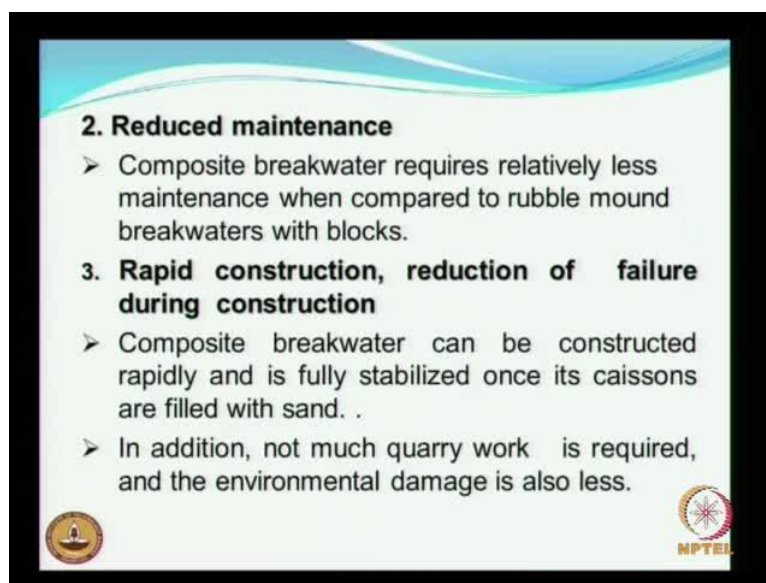 2. Reduced maintenance
➢ Composite breakwater requires relatively less
maintenance when compared to rubble mound
breakwaters with blocks.
3. Rapid construction, reduction of failure
during construction
➢ Composite breakwater can be constructed
rapidly and is fully stabilized once its caissons
are filled with sand. .
➢ In addition, not much quarry work is required,
and the environmental damage is also less.
NPTEL